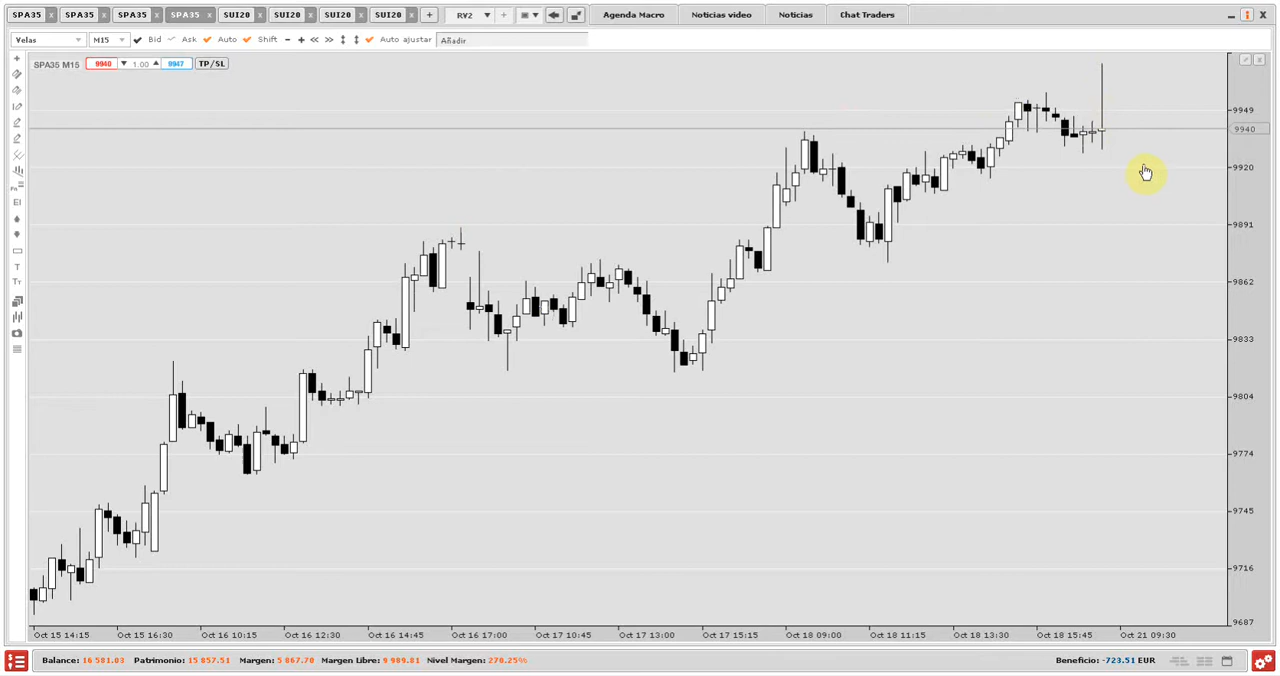 SPA35 x SPA35 x SPA35 x SPA35 x SUI20 x SUI20 x SUI20 x SUI20 x + RV2 + Agenda Macro Noticias video Noticias Chat Traders
Velas M15 Bid Ask Auto Shift - + << >> Auto ajustar Añadir
SPA35 M15 9940 1.00 9947 TP/SL
9949
9940
9920
9891
9862
9833
9804
9774
9745
9716
9687
EI
T
Tт
Oct 15 14:15 Oct 15 16:30 Oct 16 10:15 Oct 16 12:30 Oct 16 14:45 Oct 16 17:00 Oct 17 10:45 Oct 17 13:00 Oct 17 15:15 Oct 18 09:00 Oct 18 11:15 Oct 18 13:30 Oct 18 15:45 Oct 21 09:30
Balance: 16 581.03 Patrimonio: 15 857.51 Margen: 5 867.70 Margen Libre: 9 989.81 Nivel Margen: 270.25% Beneficio: -723.51 EUR